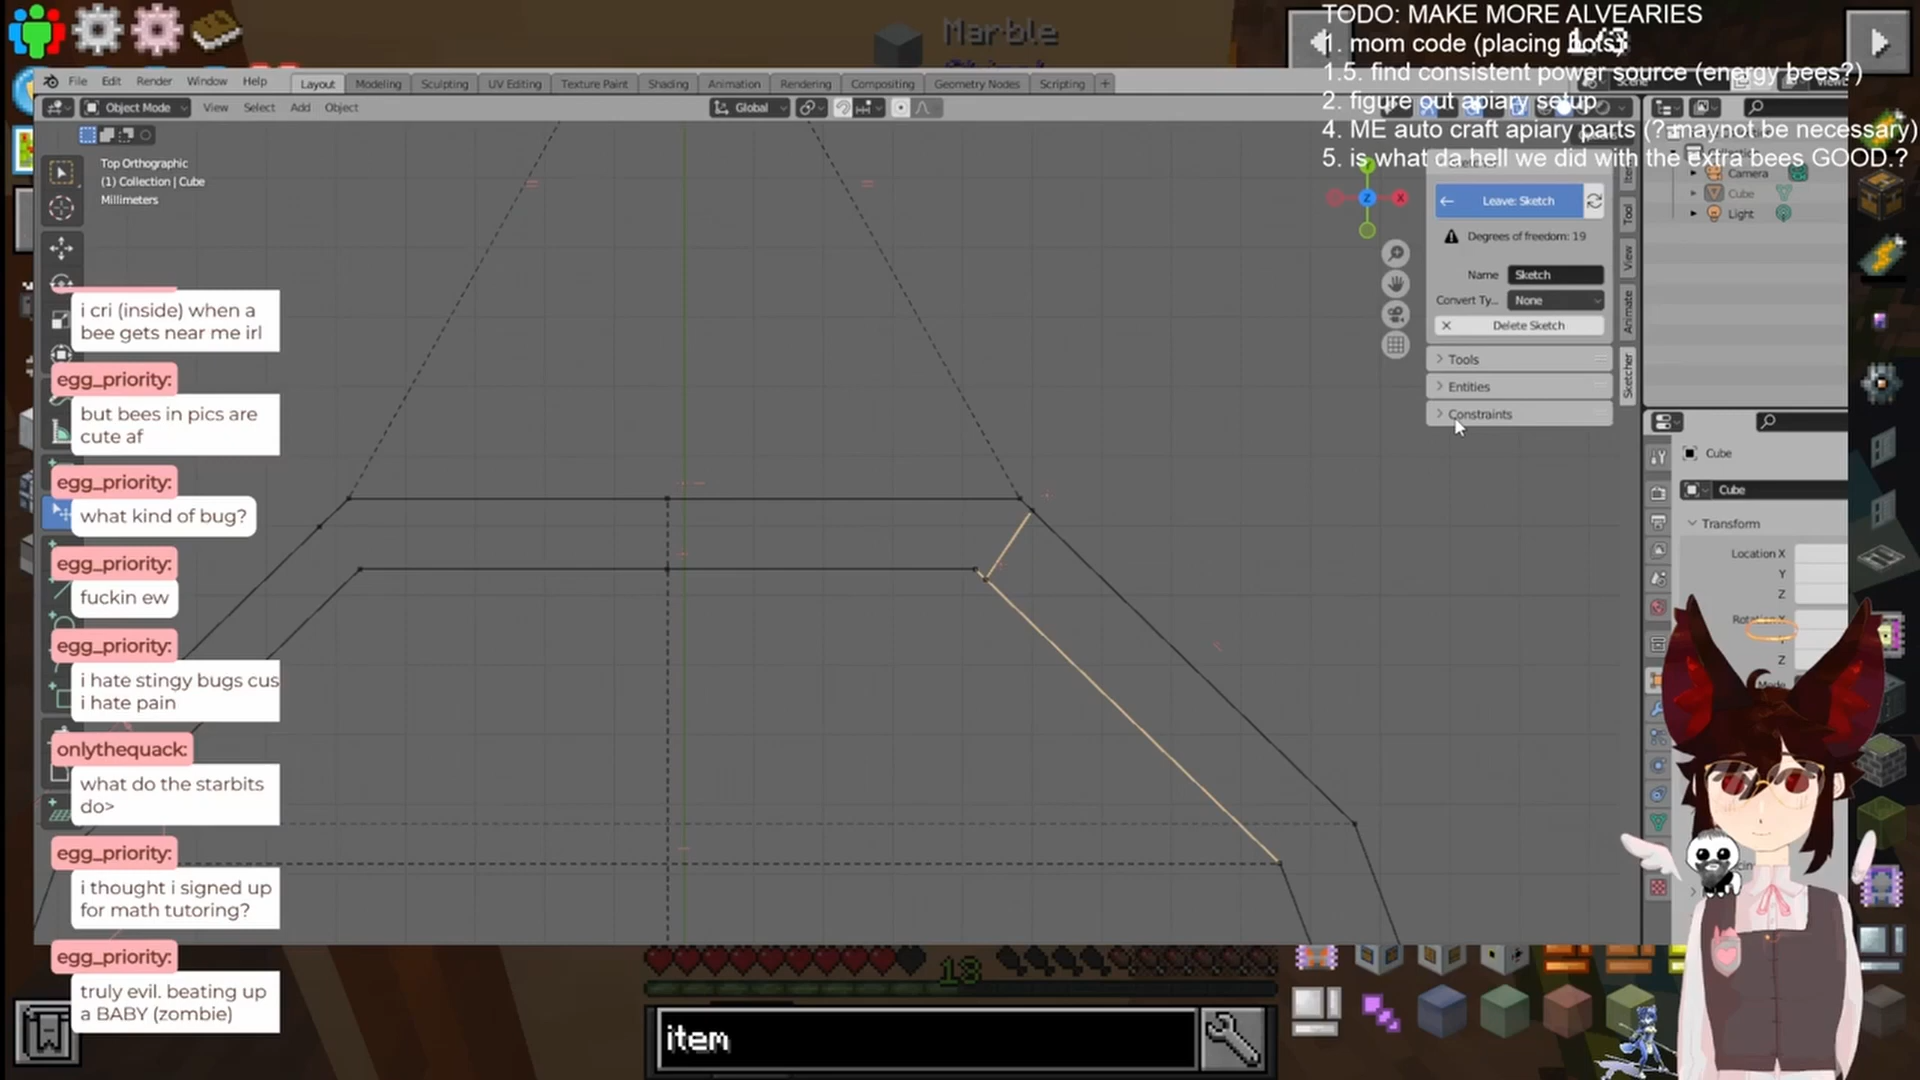 Marble
TODO: MAKE MORE ALVEARIES
1. mom code (placing bots)
1.5. find consistent power source (energy bees?)
2. figure out apiary setup
4. ME auto craft apiary parts (? maynot be necessary)
5. is what da hell we did with the extra bees GOOD.?
File Edit Render Window Help
Layout Modeling Sculpting UV Editing Texture Paint Shading Animation Rendering Compositing Geometry Nodes Scripting +
Scene
Object Mode View Select Add Object
Global
Top Orthographic
(1) Collection | Cube
Millimeters
Z
X
Leave: Sketch
Degrees of freedom: 19
Name Sketch
Convert Ty... None
Delete Sketch
Tools
Entities
Constraints
Tool
View
Animate
Sketcher
Camera
Cube
Light
Cube
Cube
Transform
Location X
Y
Z
Z
i cri (inside) when a
bee gets near me irl
egg_priority:
but bees in pics are
cute af
egg_priority:
what kind of bug?
egg_priority:
fuckin ew
egg_priority:
i hate stingy bugs cus
i hate pain
onlythequack:
what do the starbits
do>
egg_priority:
i thought i signed up
for math tutoring?
egg_priority:
truly evil. beating up
a BABY (zombie)
item